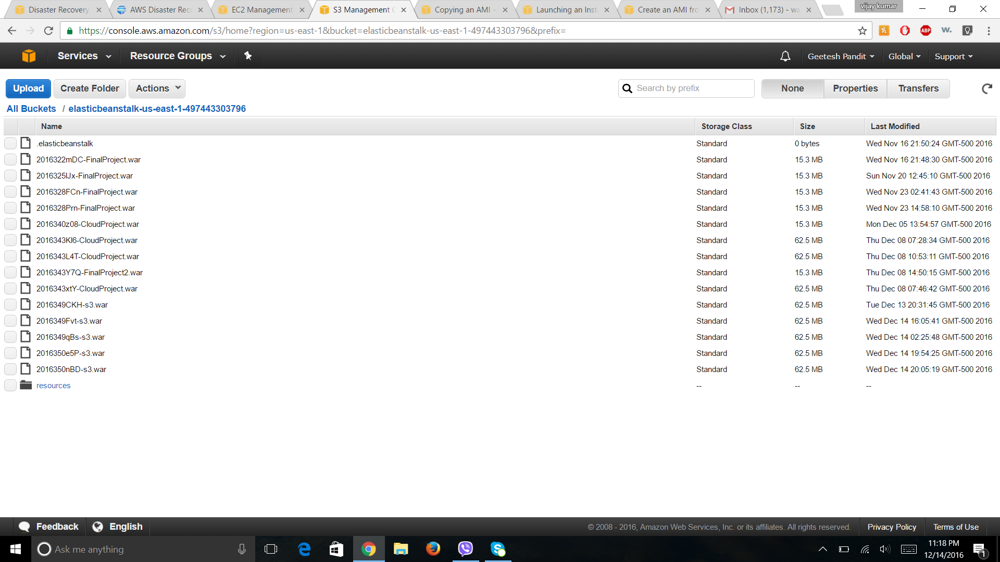 Disaster Recovery
AWS Disaster Rec
EC2 Management
S3 Management C
Copying an AMI -
Launching an Inst
Create an AMI fro
Inbox (1,173) - wa
vijay kumar
https://console.aws.amazon.com/s3/home?region=us-east-1&bucket=elasticbeanstalk-us-east-1-497443303796&prefix=
ABP
w.
Services
Resource Groups
Geetesh Pandit
Global
Support
Upload
Create Folder
Actions
Search by prefix
None
Properties
Transfers
All Buckets / elasticbeanstalk-us-east-1-497443303796
Name Storage Class Size Last Modified
.elasticbeanstalk Standard 0 bytes Wed Nov 16 21:50:24 GMT-500 2016
2016322mDC-FinalProject.war Standard 15.3 MB Wed Nov 16 21:48:30 GMT-500 2016
2016325lJx-FinalProject.war Standard 15.3 MB Sun Nov 20 12:45:10 GMT-500 2016
2016328FCn-FinalProject.war Standard 15.3 MB Wed Nov 23 02:41:43 GMT-500 2016
2016328Prn-FinalProject.war Standard 15.3 MB Wed Nov 23 14:58:10 GMT-500 2016
2016340z08-CloudProject.war Standard 15.3 MB Mon Dec 05 13:54:57 GMT-500 2016
2016343Kl6-CloudProject.war Standard 62.5 MB Thu Dec 08 07:28:34 GMT-500 2016
2016343L4T-CloudProject.war Standard 62.5 MB Thu Dec 08 10:53:11 GMT-500 2016
2016343Y7Q-FinalProject2.war Standard 15.3 MB Thu Dec 08 14:50:15 GMT-500 2016
2016343xtY-CloudProject.war Standard 62.5 MB Thu Dec 08 07:46:42 GMT-500 2016
2016349CKH-s3.war Standard 62.5 MB Tue Dec 13 20:31:45 GMT-500 2016
2016349Fvt-s3.war Standard 62.5 MB Wed Dec 14 16:05:41 GMT-500 2016
2016349qBs-s3.war Standard 62.5 MB Wed Dec 14 02:25:48 GMT-500 2016
2016350e5P-s3.war Standard 62.5 MB Wed Dec 14 19:54:25 GMT-500 2016
2016350nBD-s3.war Standard 62.5 MB Wed Dec 14 20:05:19 GMT-500 2016
resources -- -- --
Feedback
English
© 2008 - 2016, Amazon Web Services, Inc. or its affiliates. All rights reserved.
Privacy Policy
Terms of Use
Ask me anything
11:18 PM
12/14/2016
1